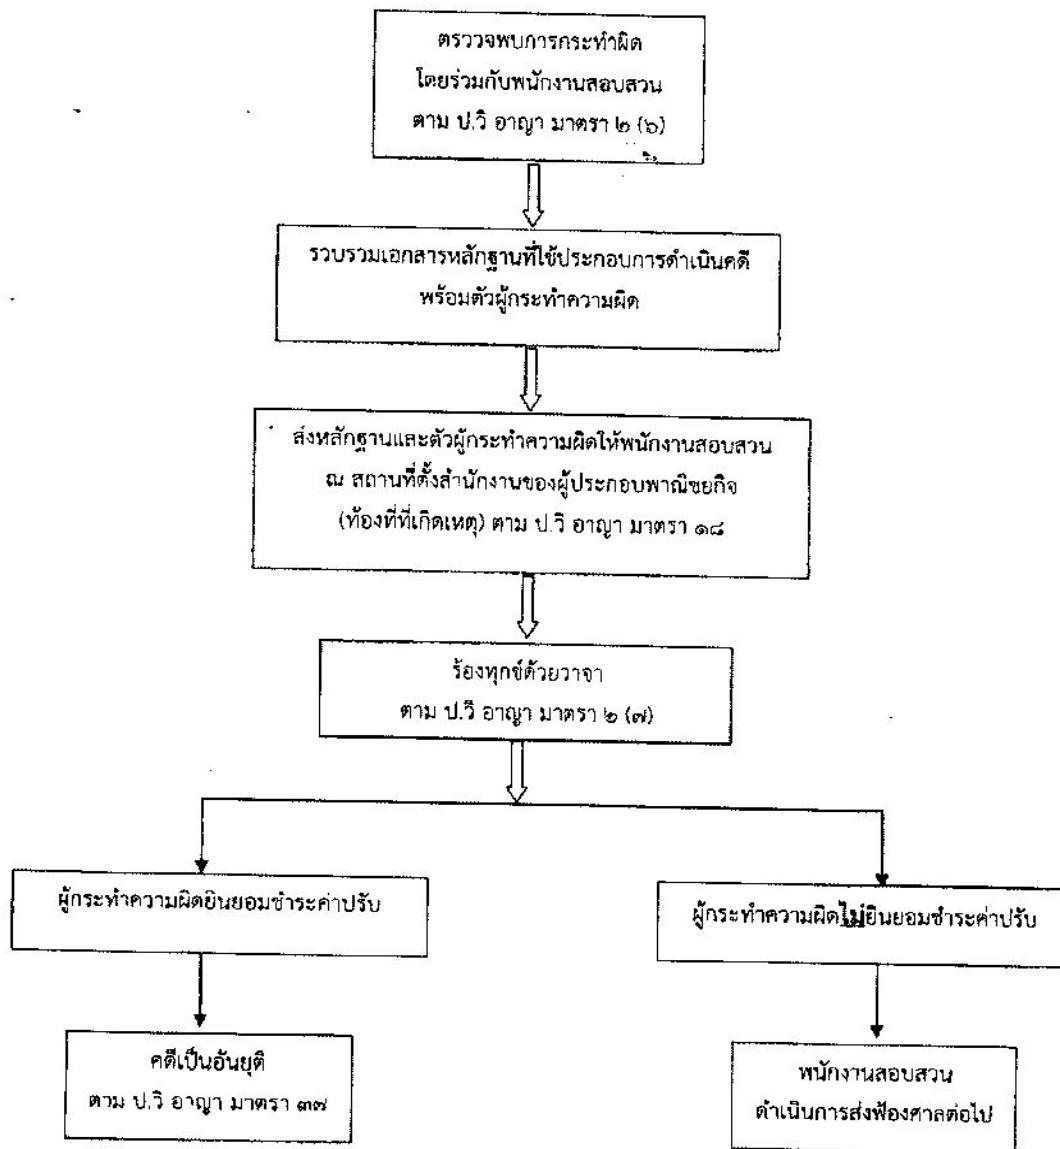 ตรววจพบการกระทำผิด
โดยร่วมกับพนักงานสอบสวน
ตาม ป.วิ อาญา มาตรา ๒ (๖)
รวบรวมเอกสารหลักฐานที่ใช้ประกอบการดำเนินคดี
พร้อมตัวผู้กระทำความผิด
ส่งหลักฐานและตัวผู้กระทำความผิดให้พนักงานสอบสวน
ณ สถานที่ตั้งสำนักงานของผู้ประกอบพาณิชยกิจ
(ท้องที่ที่เกิดเหตุ) ตาม ป.วิ อาญา มาตรา ๑๘
ร้องทุกข์ด้วยวาจา
ตาม ป.วิ อาญา มาตรา ๒ (๗)
ผู้กระทำความผิดยินยอมชำระค่าปรับ
ผู้กระทำความผิดไม่ยินยอมชำระค่าปรับ
คดีเป็นอันยุติ
ตาม ป.วิ อาญา มาตรา ๓๗
พนักงานสอบสวน
ดำเนินการส่งฟ้องศาลต่อไป